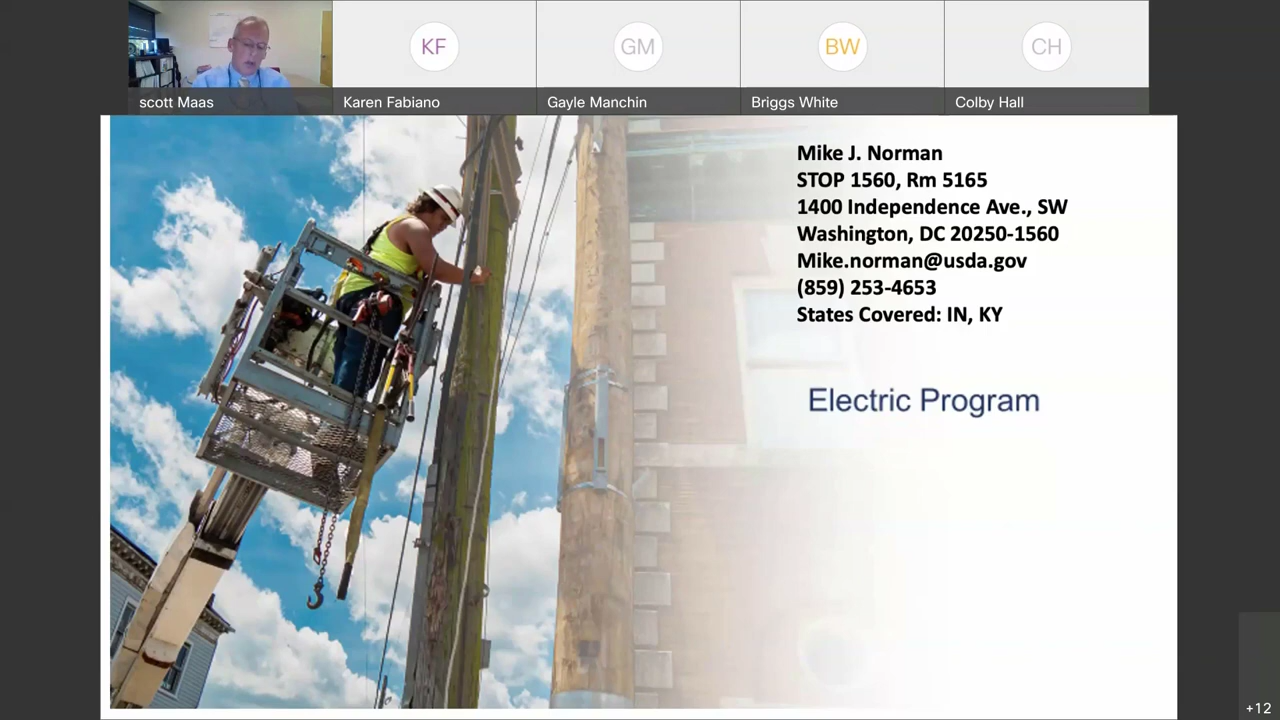 KF
GM
BW
CH
scott Maas
Karen Fabiano
Gayle Manchin
Briggs White
Colby Hall
Mike J. Norman
STOP 1560, Rm 5165
1400 Independence Ave., SW
Washington, DC 20250-1560
Mike.norman@usda.gov
(859) 253-4653
States Covered: IN, KY
Electric Program
+12